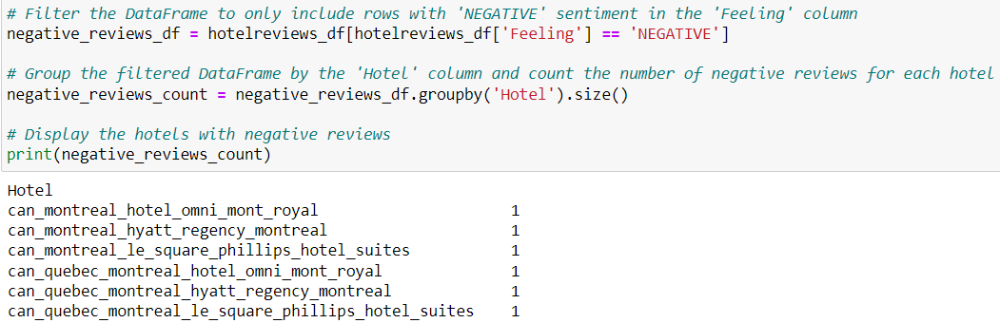 # Filter the DataFrame to only include rows with 'NEGATIVE' sentiment in the 'Feeling' column
negative_reviews_df = hotelreviews_df[hotelreviews_df['Feeling'] == 'NEGATIVE']
# Group the filtered DataFrame by the 'Hotel' column and count the number of negative reviews for each hotel
negative_reviews_count = negative_reviews_df.groupby('Hotel').size()
# Display the hotels with negative reviews
print(negative_reviews_count)
Hotel
can_montreal_hotel_omni_mont_royal 1
can_montreal_hyatt_regency_montreal 1
can_montreal_le_square_phillips_hotel_suites 1
can_quebec_montreal_hotel_omni_mont_royal 1
can_quebec_montreal_hyatt_regency_montreal 1
can_quebec_montreal_le_square_phillips_hotel_suites 1